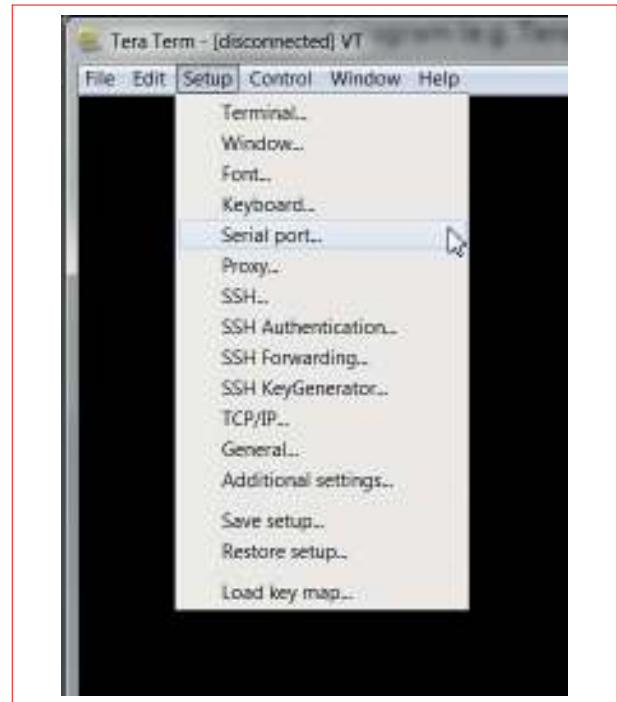 Tera Term - [disconnected] VT
File Edit Setup Control Window Help
Terminal...
Window...
Font...
Keyboard...
Serial port...
Proxy...
SSH...
SSH Authentication...
SSH Forwarding...
SSH KeyGenerator...
TCP/IP...
General...
Additional settings...
Save setup...
Restore setup...
Load key map...